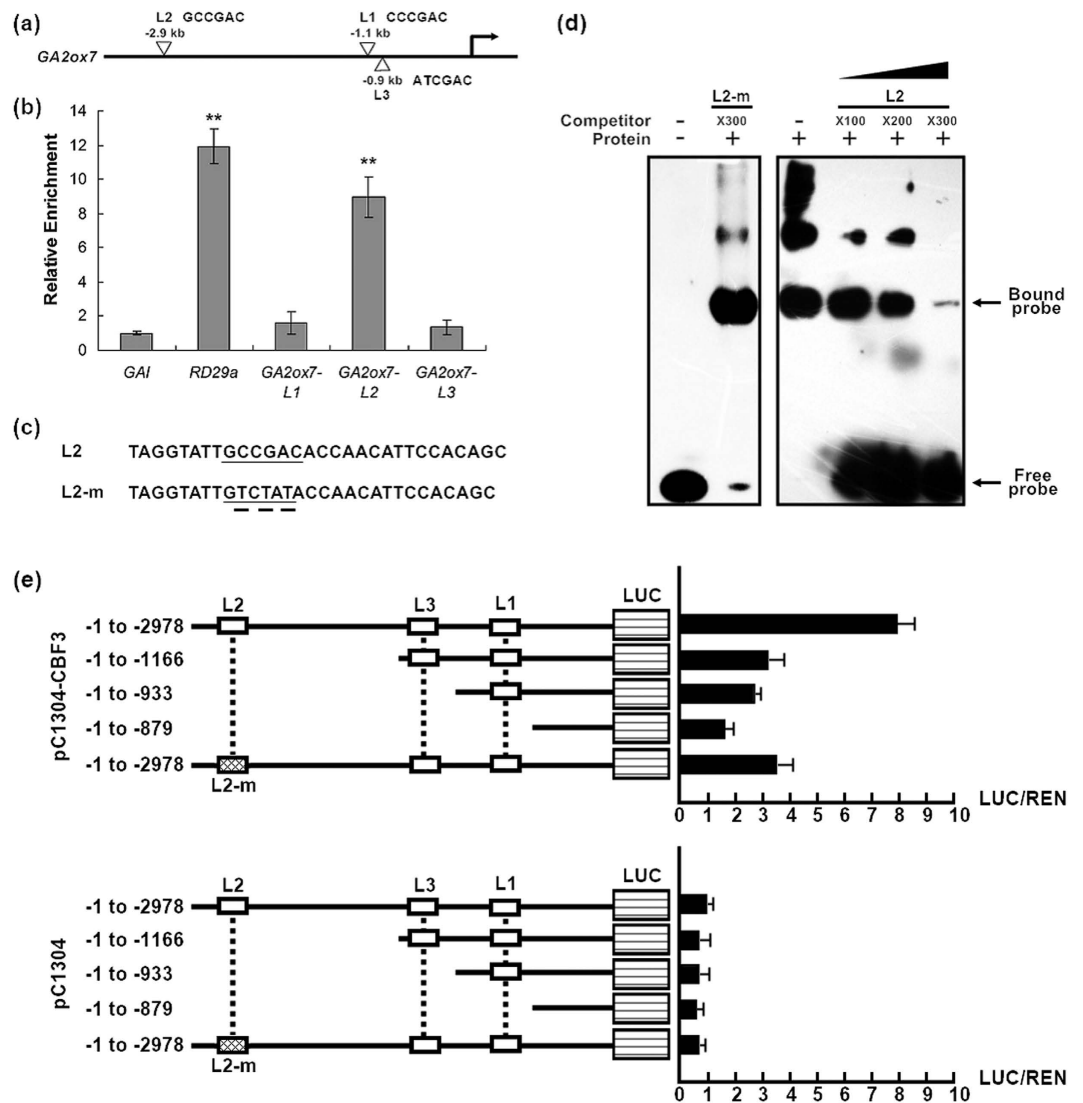 (a)
L2 GCCGAC
-2.9 kb
L1 CCCGAC
-1.1 kb
GA2ox7
-0.9 kb ATCGAC
L3
(b)
Relative Enrichment
14
12
10
8
6
4
2
0
**
**
GAI
RD29a
GA2ox7-L1
GA2ox7-L2
GA2ox7-L3
(c)
L2 TAGGTATTGCCGACACCAACATTCCACAGC
L2-m TAGGTATTGTCTATACCAACATTCCACAGC
(d)
L2-m L2
Competitor - X300 - X100 X200 X300
Protein - + + + + +
Bound probe
Free probe
(e)
pC1304-CBF3
L2 L3 L1 LUC
-1 to -2978
-1 to -1166
-1 to -933
-1 to -879
-1 to -2978
L2-m
0 1 2 3 4 5 6 7 8 9 10
LUC/REN
pC1304
L2 L3 L1 LUC
-1 to -2978
-1 to -1166
-1 to -933
-1 to -879
-1 to -2978
L2-m
0 1 2 3 4 5 6 7 8 9 10
LUC/REN